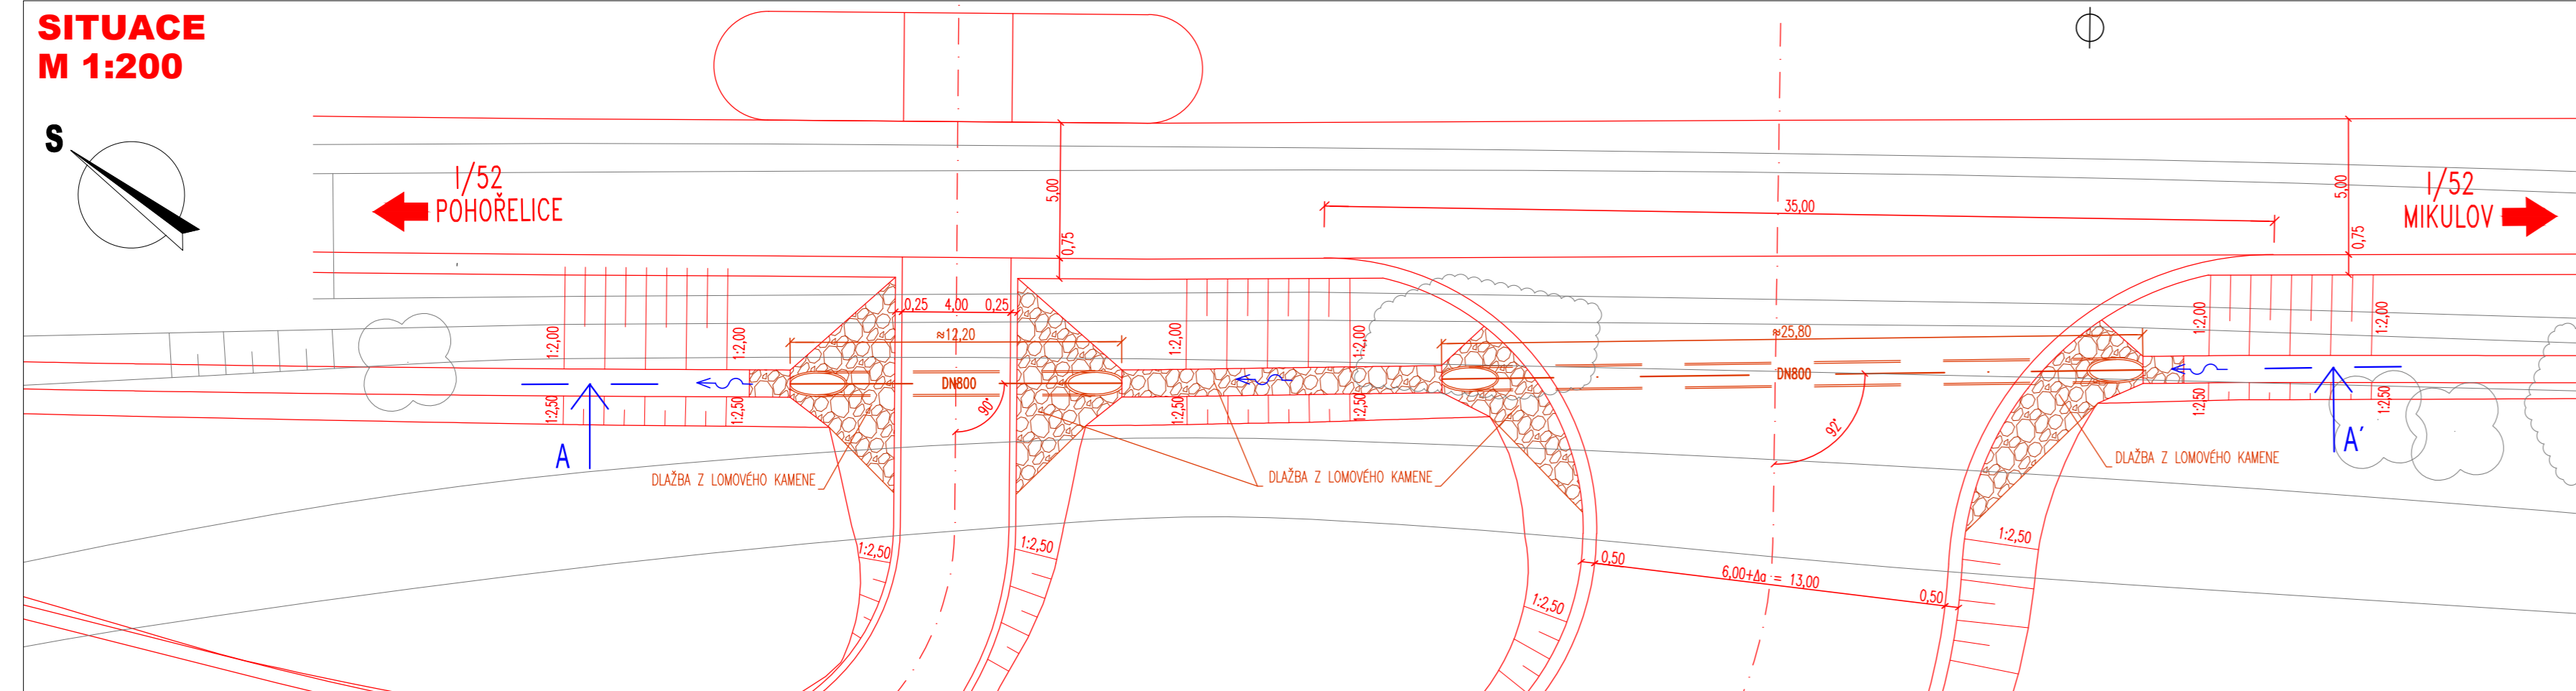 SITUACE
M 1:200
S
I/52
POHOŘELICE
5,00
0,75
35,00
5,00
0,75
I/52
MIKULOV
0,25 4,00 0,25
≈12,20
≈25,80
1:2,00
1:2,00
1:2,00
1:2,00
1:2,00
1:2,00
DN800
DN800
90°
92°
1:2,50
1:2,50
1:2,50
1:2,50
1:2,50
1:2,50
A
A´
DLAŽBA Z LOMOVÉHO KAMENE
DLAŽBA Z LOMOVÉHO KAMENE
DLAŽBA Z LOMOVÉHO KAMENE
1:2,50
1:2,50
1:2,50
1:2,50
0,50
6,00+Δa = 13,00
0,50